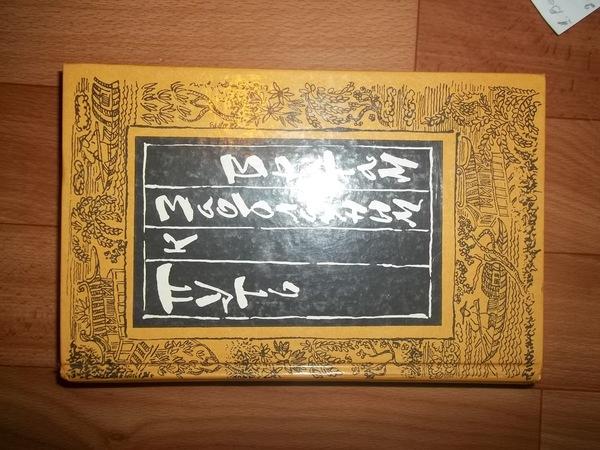 Путь
к
Заоблачным
Вратам